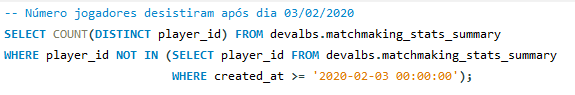 -- Número jogadores desistiram após dia 03/02/2020
SELECT COUNT(DISTINCT player_id) FROM devalbs.matchmaking_stats_summary
WHERE player_id NOT IN (SELECT player_id FROM devalbs.matchmaking_stats_summary
WHERE created_at >= '2020-02-03 00:00:00');